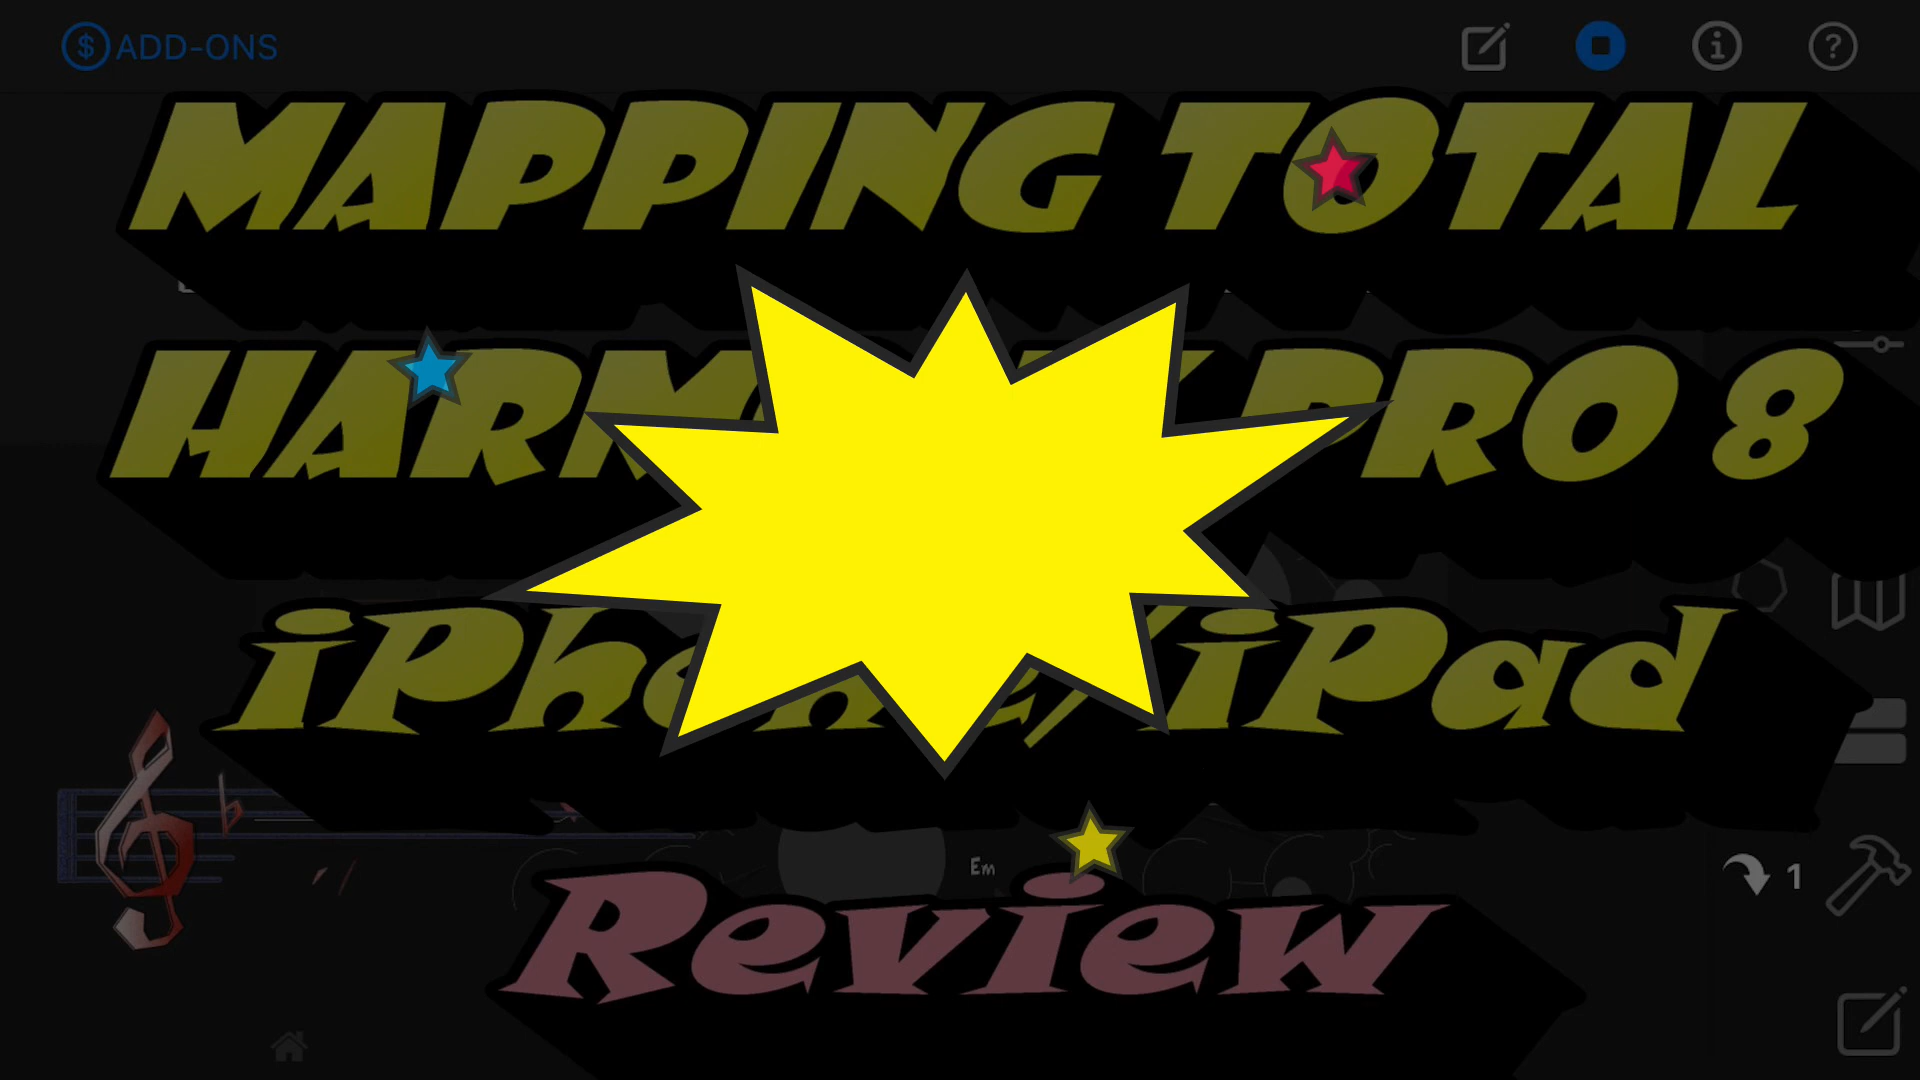 $ ADD-ONS
MAPPING TOTAL
PRO 8
iPad
Em
1
Review